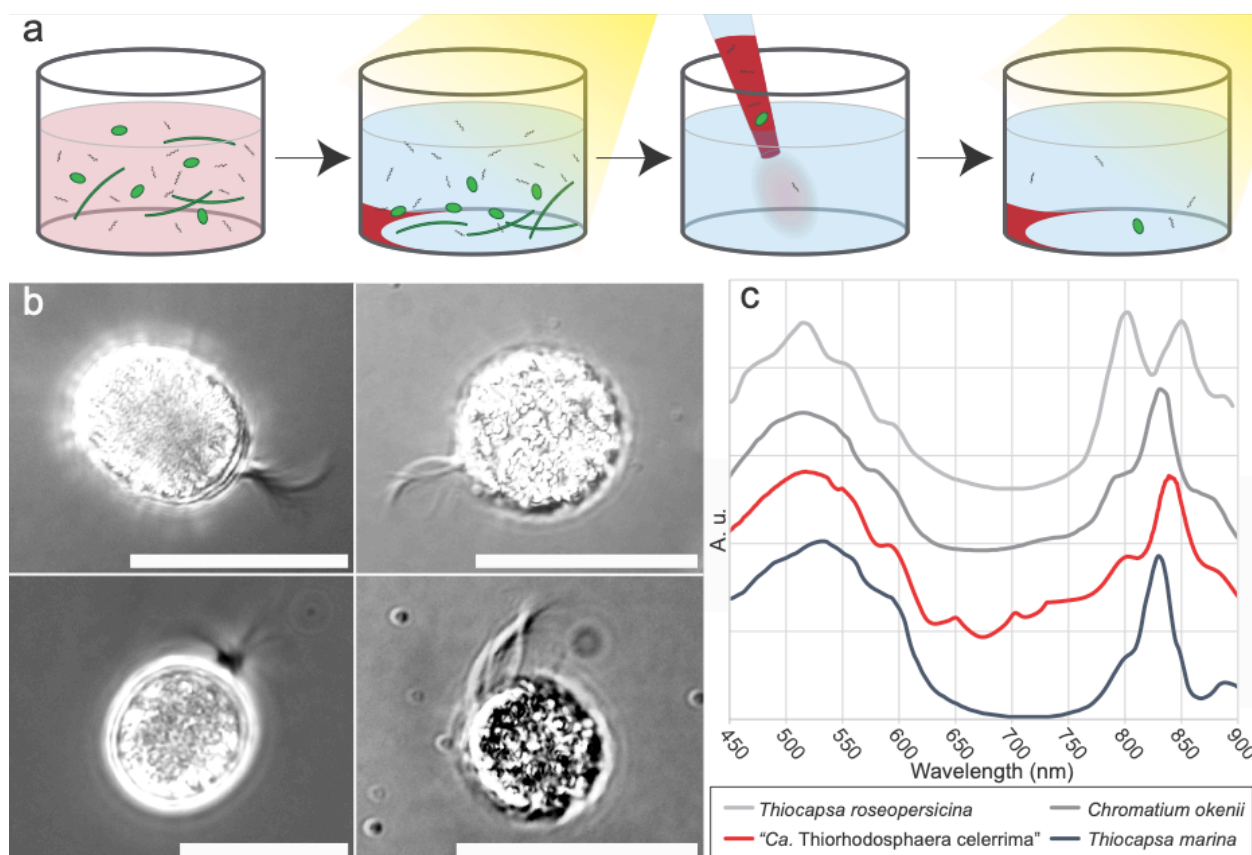 a
b
c
A. u.
450 500 550 600 650 700 750 800 850 900
Wavelength (nm)
Thiocapsa roseopersicina
Chromatium okenii
“Ca. Thiorhodosphaera celerrima”
Thiocapsa marina